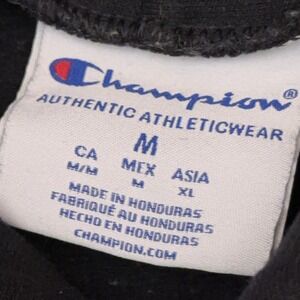 Champion®
AUTHENTIC ATHLETICWEAR
M
CA MEX ASIA
M/M M XL
MADE IN HONDURAS
FABRIQUÉ AU HONDURAS
HECHO EN HONDURAS
CHAMPION.COM